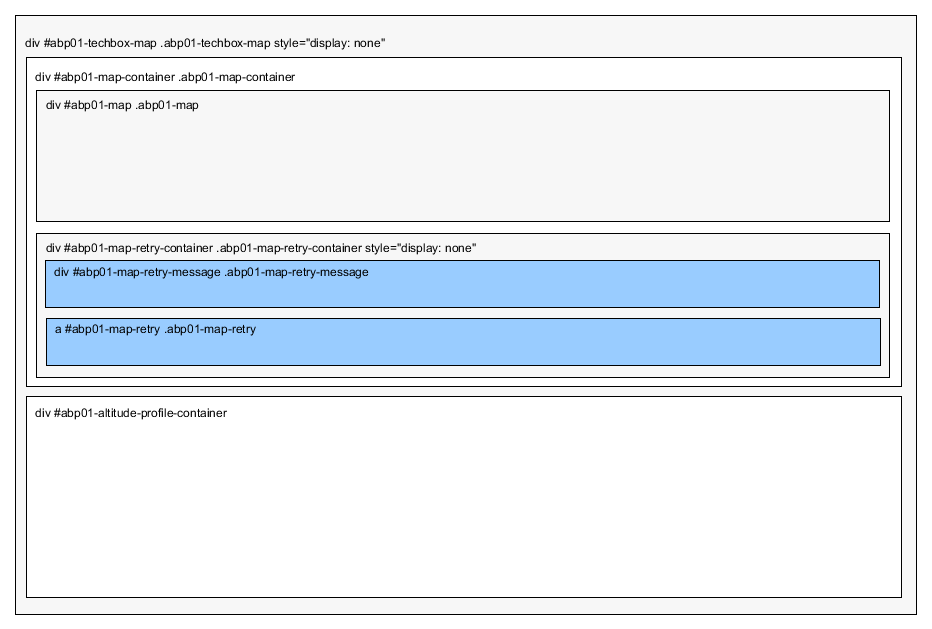 div #abp01-techbox-map .abp01-techbox-map style="display: none"
div #abp01-map-container .abp01-map-container
div #abp01-map .abp01-map
div #abp01-map-retry-container .abp01-map-retry-container style="display: none"
div #abp01-map-retry-message .abp01-map-retry-message
a #abp01-map-retry .abp01-map-retry
div #abp01-altitude-profile-container